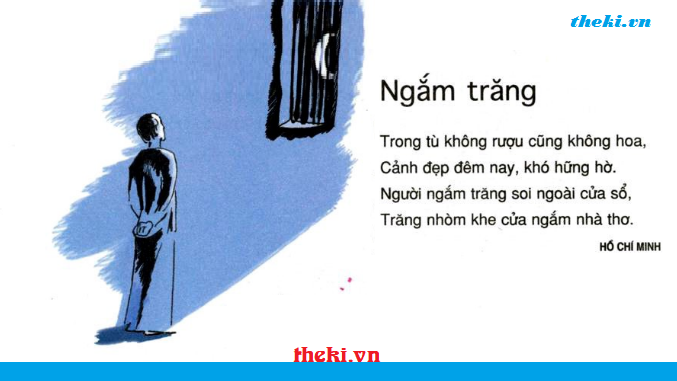 theki.vn
Ngắm trăng
Trong tù không rượu cũng không hoa,
Cảnh đẹp đêm nay, khó hững hờ.
Người ngắm trăng soi ngoài cửa sổ,
Trăng nhòm khe cửa ngắm nhà thơ.
HỒ CHÍ MINH
theki.vn